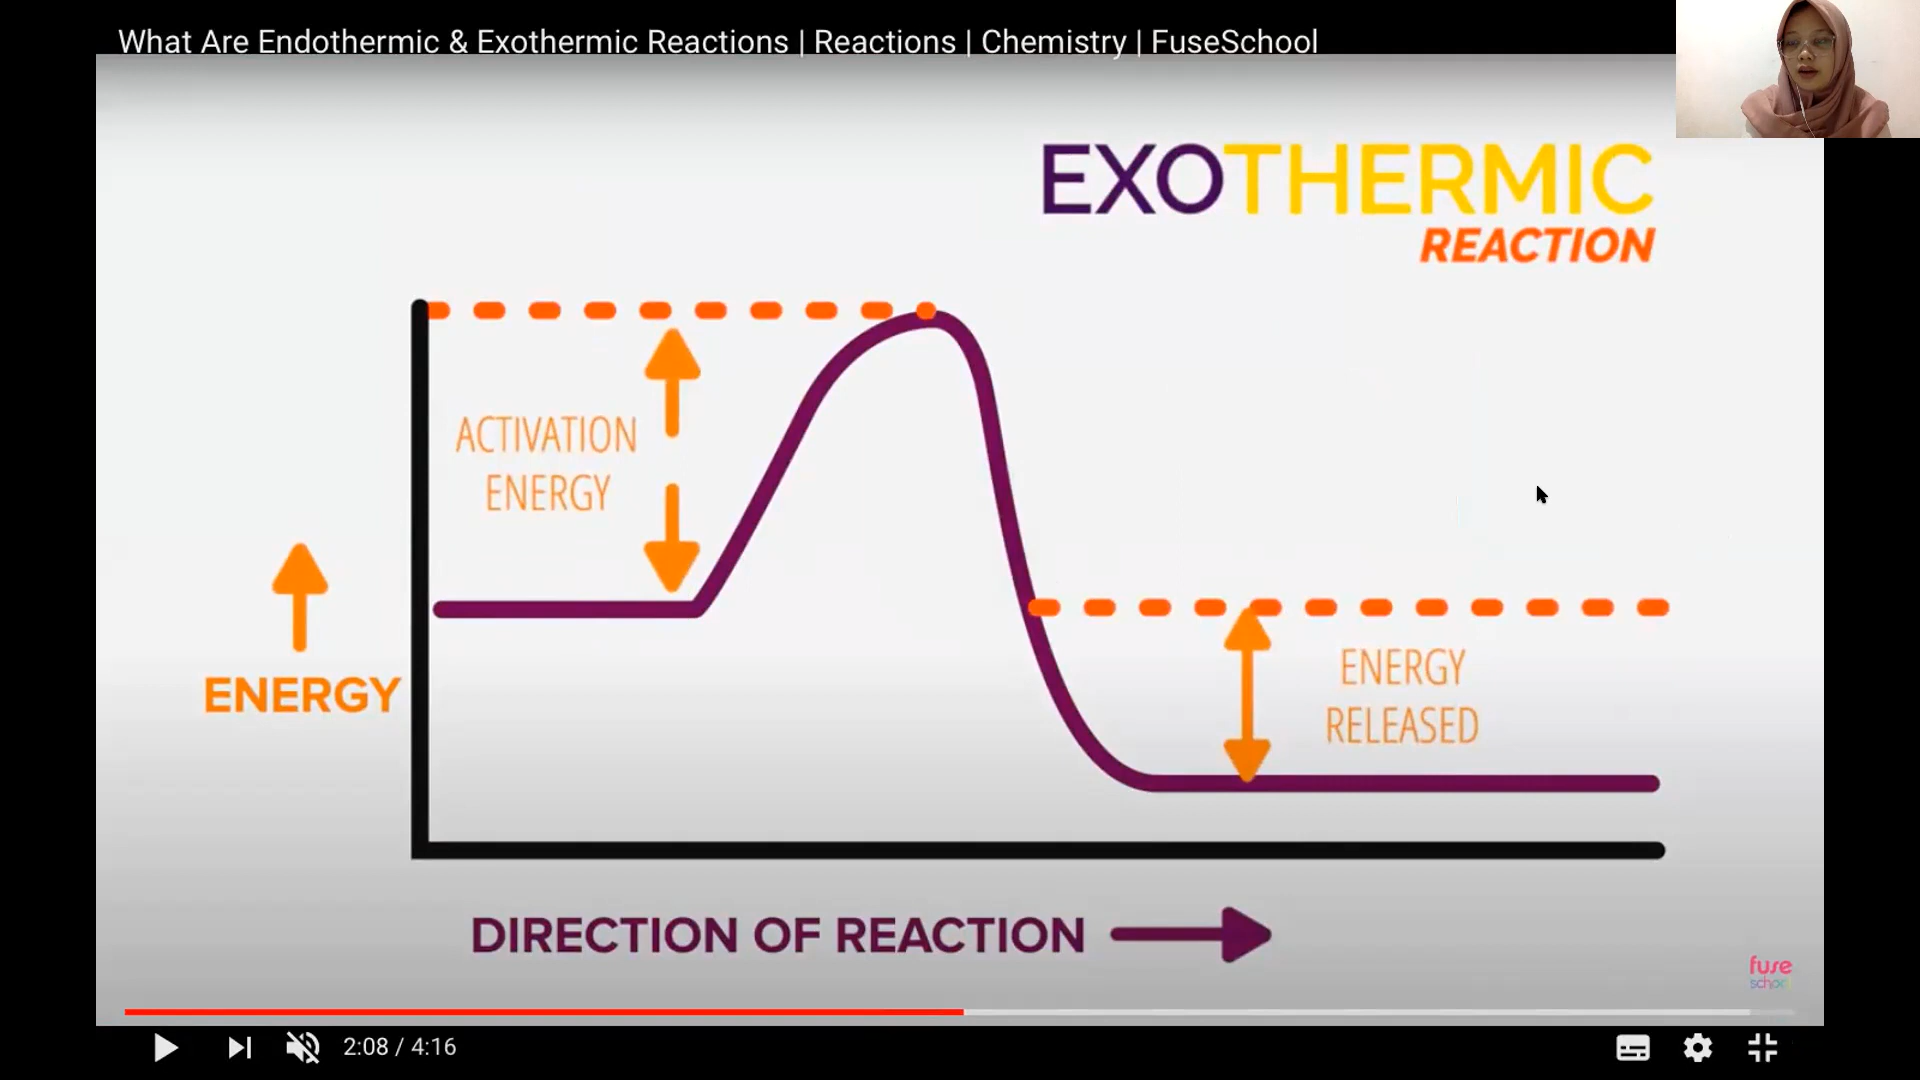 What Are Endothermic & Exothermic Reactions | Reactions | Chemistry | FuseSchool
EXOTHERMIC
REACTION
ACTIVATION
ENERGY
ENERGY
ENERGY
RELEASED
DIRECTION OF REACTION
fuse
school
2:08 / 4:16